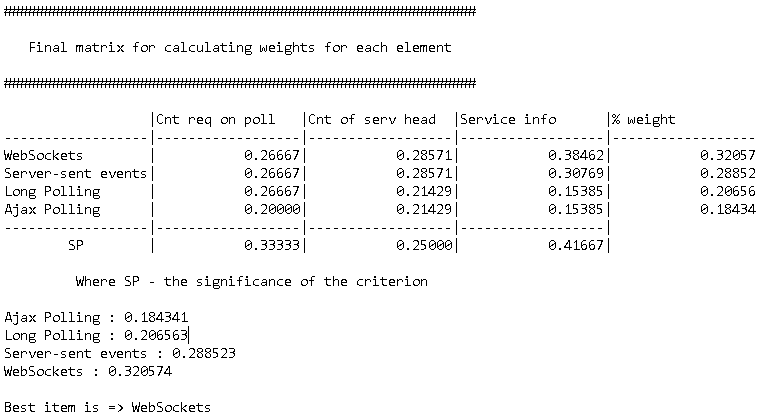 ###########################################################################
Final matrix for calculating weights for each element
###########################################################################
|Cnt req on poll |Cnt of serv head |Service info |% weight
------------------|------------------|------------------|------------------|------------------
WebSockets | 0.26667| 0.28571| 0.38462| 0.32057
Server-sent events| 0.26667| 0.28571| 0.30769| 0.28852
Long Polling | 0.26667| 0.21429| 0.15385| 0.20656
Ajax Polling | 0.20000| 0.21429| 0.15385| 0.18434
------------------|------------------|------------------|------------------|------------------
SP | 0.33333| 0.25000| 0.41667|
Where SP - the significance of the criterion
Ajax Polling : 0.184341
Long Polling : 0.206563
Server-sent events : 0.288523
WebSockets : 0.320574
Best item is => WebSockets